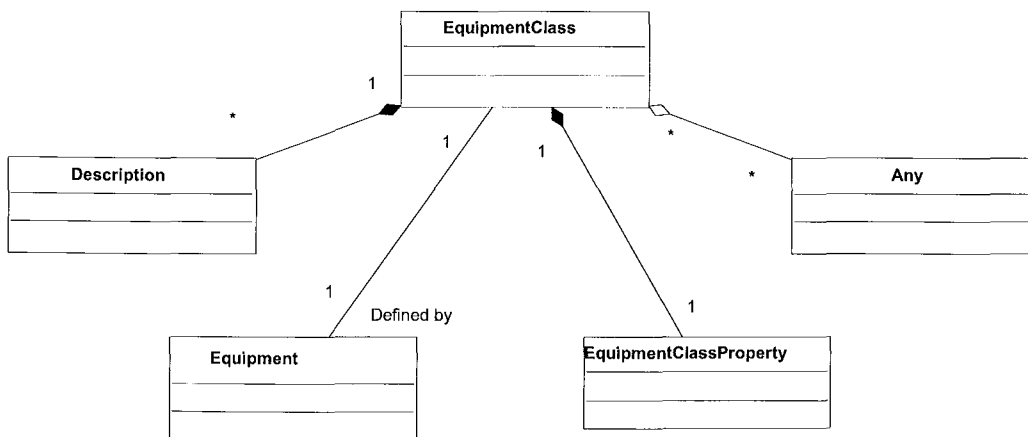 EquipmentClass
1
*
Description
1
1
*
*
Any
1
Defined by
1
Equipment
EquipmentClassProperty